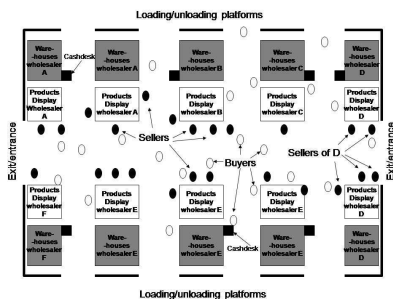 Loading/unloading platforms
Ware-
-houses
wholesaler
A
Ware-
-houses
wholesaler
A
Ware-
-houses
wholesaler
B
Ware-
-houses
wholesaler
C
Ware-
-houses
wholesaler
D
Cashdesk
Products
Display
Wholesaler
A
Products
Display
wholesaler
A
Products
Display
wholesaler
B
Products
Display
wholesaler
C
Products
Display
wholesaler
D
Exit/entrance
Sellers
Buyers
Sellers of D
Exit/entrance
Products
Display
wholesaler
F
Products
Display
wholesaler
E
Products
Display
wholesaler
E
Products
Display
wholesaler
E
Products
Display
wholesaler
D
Ware-
-houses
wholesaler
F
Ware-
-houses
wholesaler
E
Ware-
-houses
wholesaler
E
Ware-
-houses
wholesaler
E
Ware-
-houses
wholesaler
D
Cashdesk
Loading/unloading platforms